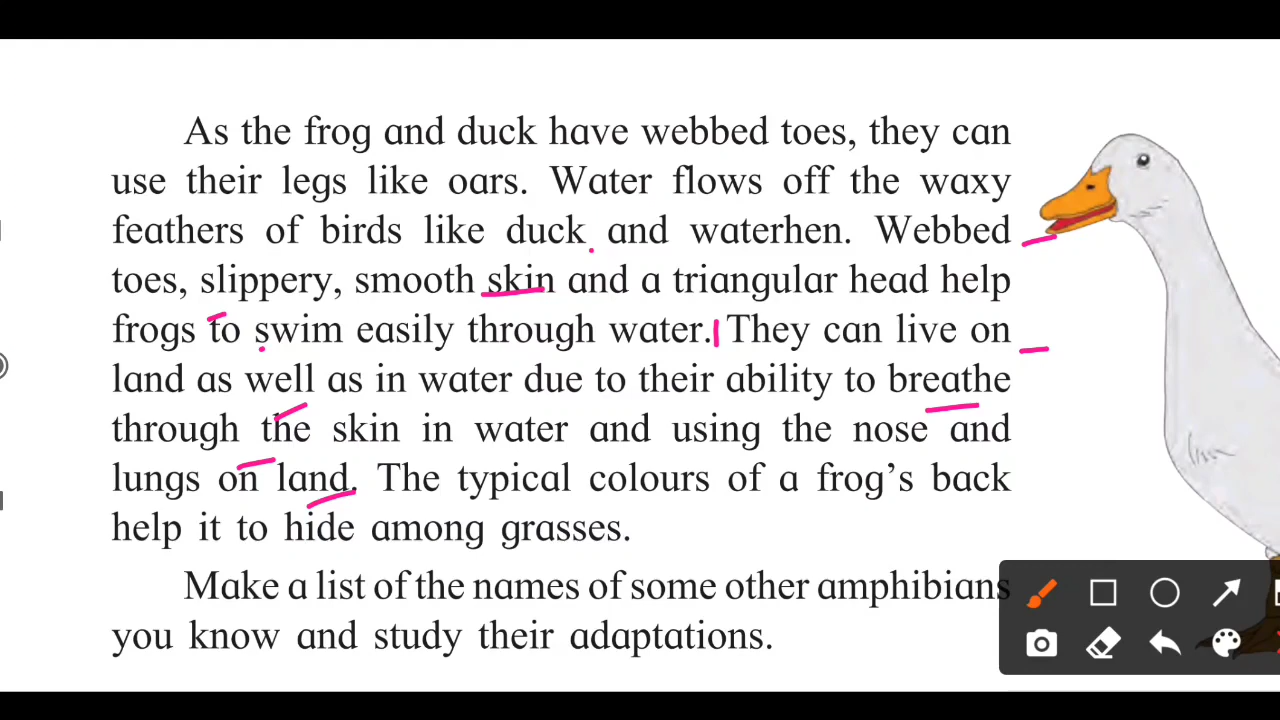 As the frog and duck have webbed toes, they can
use their legs like oars. Water flows off the waxy
feathers of birds like duck and waterhen. Webbed
toes, slippery, smooth skin and a triangular head help
frogs to swim easily through water. They can live on
land as well as in water due to their ability to breathe
through the skin in water and using the nose and
lungs on land. The typical colours of a frog's back
help it to hide among grasses.
Make a list of the names of some other amphibians
you know and study their adaptations.